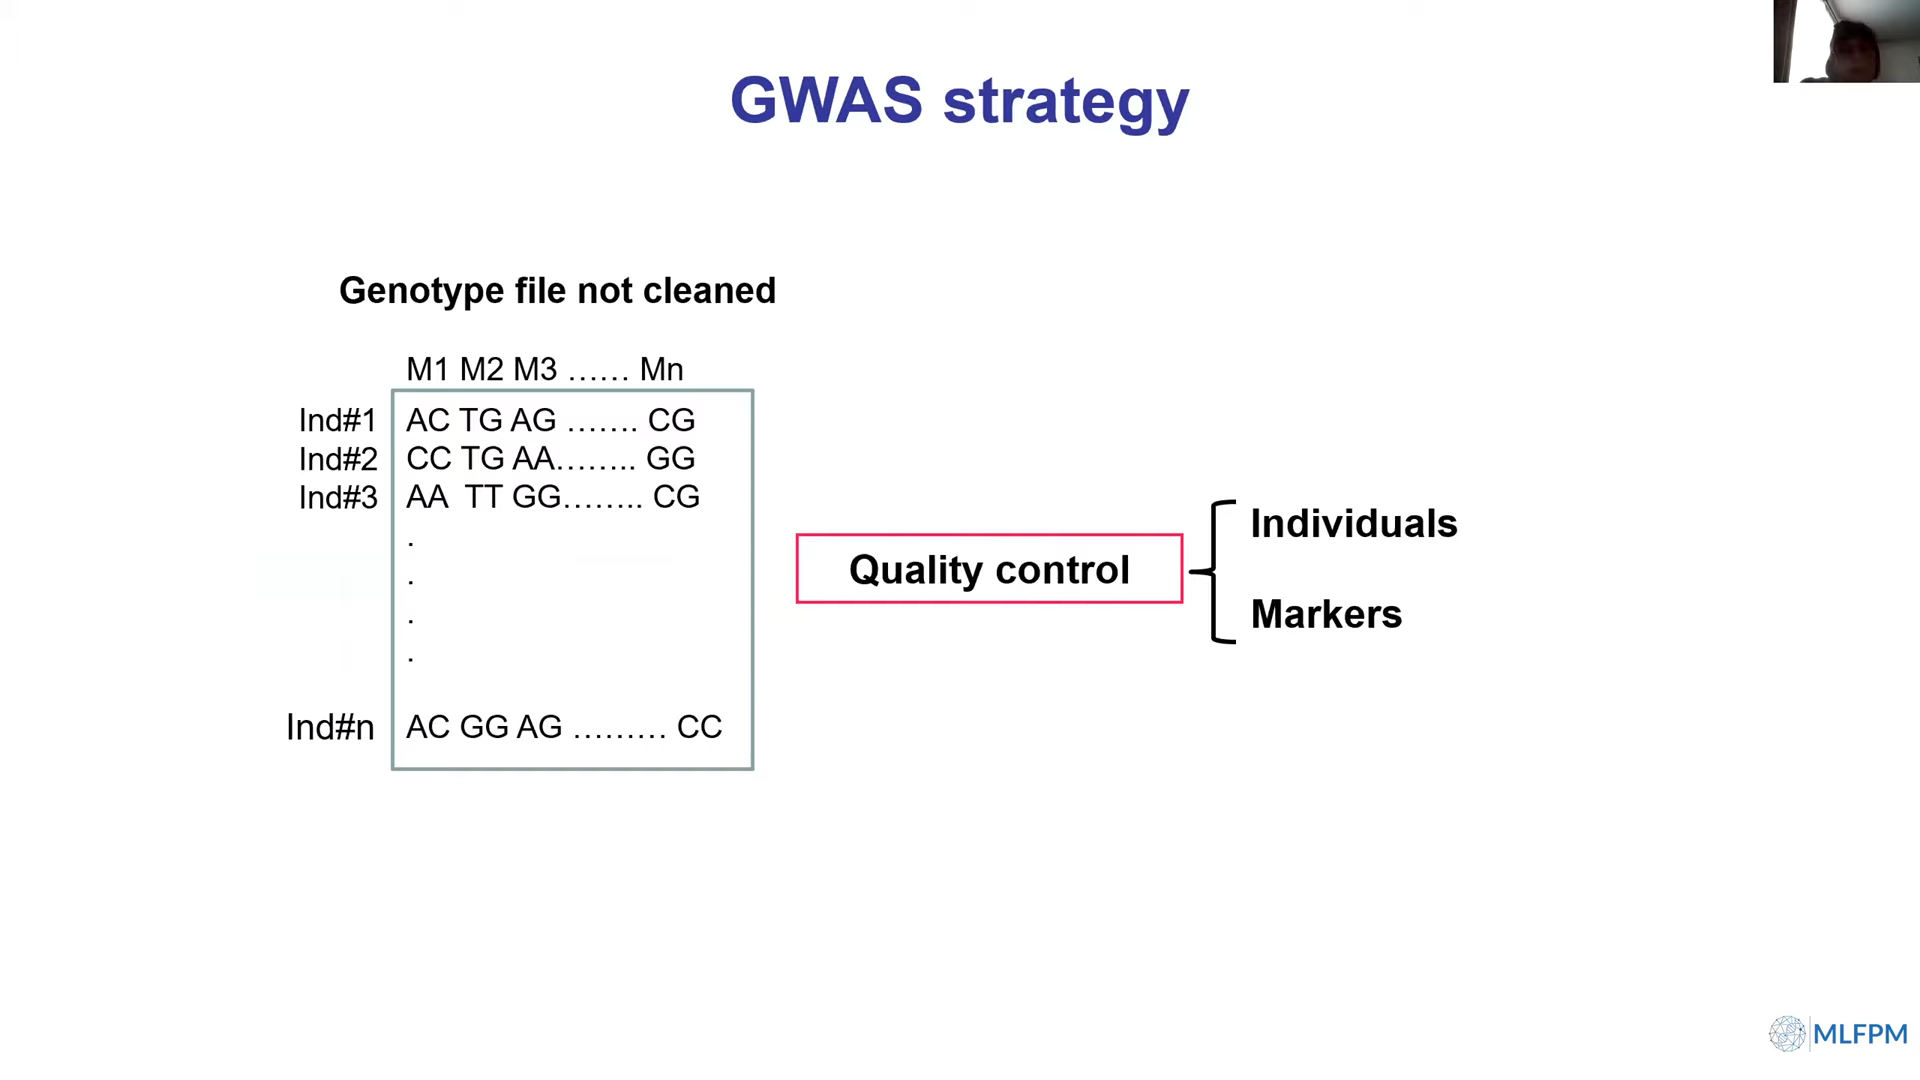 GWAS strategy
Genotype file not cleaned
M1 M2 M3 …… Mn
Ind#1 AC TG AG ……. CG
Ind#2 CC TG AA…….. GG
Ind#3 AA TT GG…….. CG
.
.
.
.
Ind#n AC GG AG ……… CC
Quality control
Individuals
Markers
MLFPM